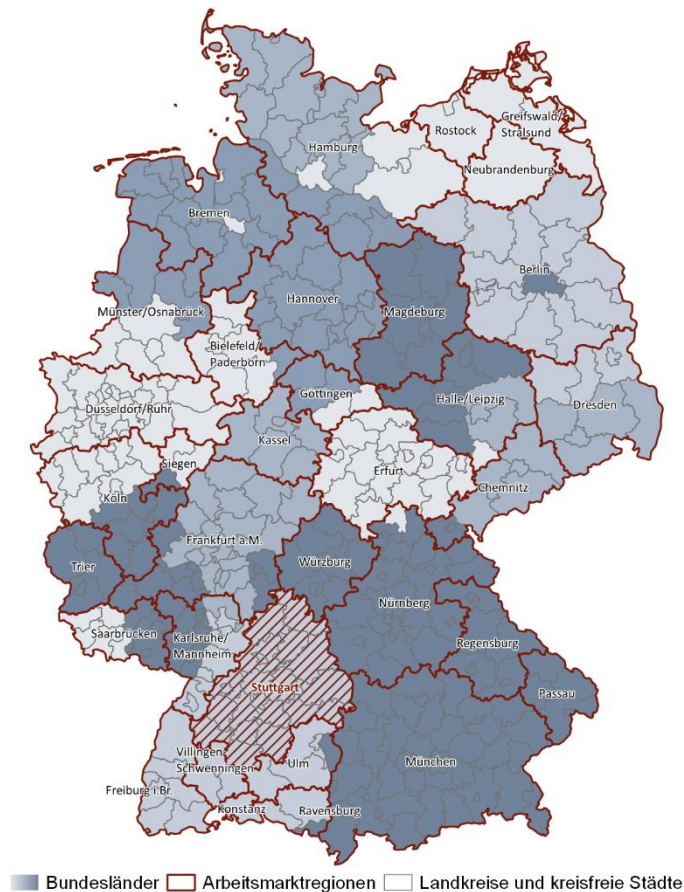 Rostock
Greifswald/
Stralsund
Hamburg
Neubrandenburg
Bremen
Berlin
Hannover
Magdeburg
Münster/Osnabrück
Bielefeld/
Paderborn
Göttingen
Halle/Leipzig
Düsseldorf/Ruhr
Dresden
Kassel
Siegen
Erfurt
Köln
Chemnitz
Frankfurt a.M.
Trier
Würzburg
Nürnberg
Saarbrücken
Karlsruhe/
Mannheim
Regensburg
Stuttgart
Passau
Villingen-
Schwenningen
Ulm
München
Freiburg i.Br.
Konstanz
Ravensburg
Bundesländer Arbeitsmarktregionen Landkreise und kreisfreie Städte